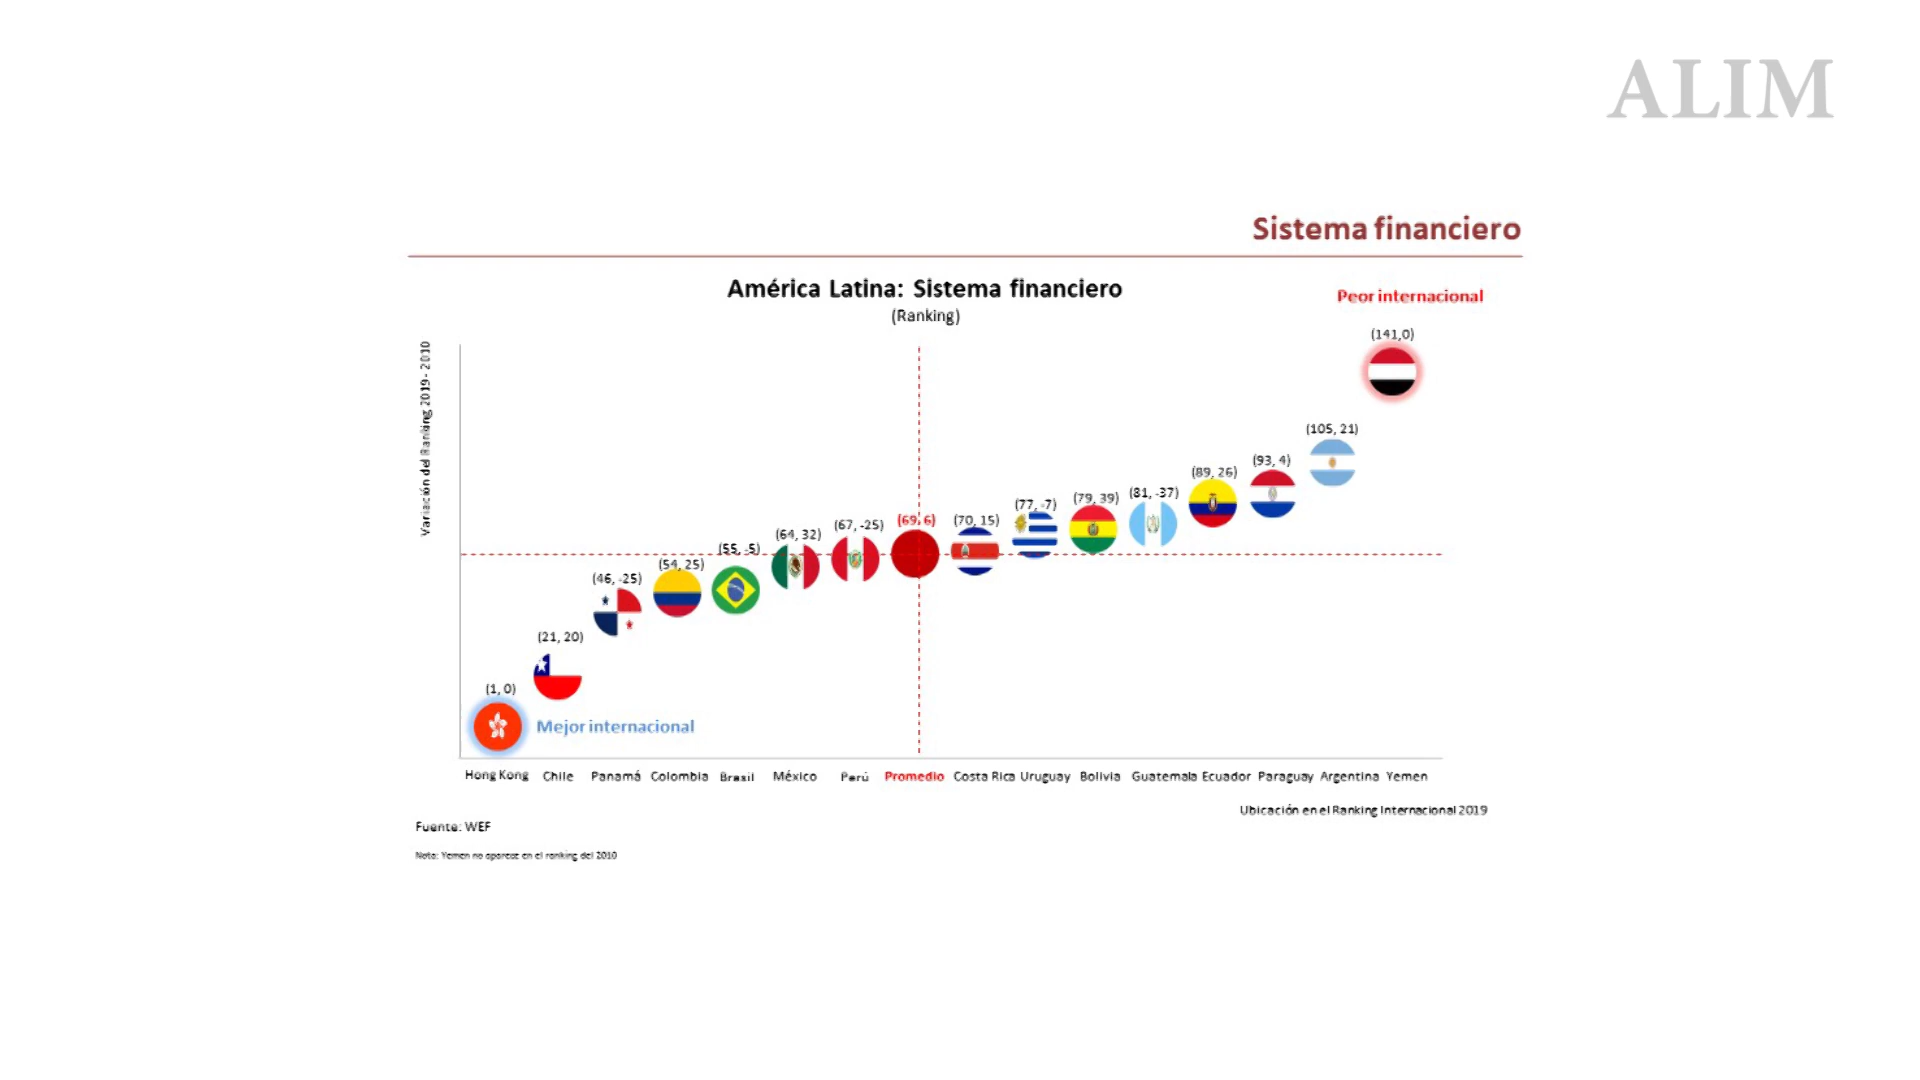 ALIM
Sistema financiero
América Latina: Sistema financiero
(Ranking)
Peor internacional
Variación del Ranking 2019 - 2010
(141,0)
(105, 21)
(93, 4)
(89, 26)
(81, -37)
(79, 39)
(77, -7)
(70, 15)
(69, 6)
(67, -25)
(64, 32)
(55, -5)
(54, 25)
(46, -25)
(21, 20)
(1, 0)
Mejor internacional
Hong Kong Chile Panamá Colombia Brasil México Perú Promedio Costa Rica Uruguay Bolivia Guatemala Ecuador Paraguay Argentina Yemen
Ubicación en el Ranking Internacional 2019
Fuente: WEF
Nota: Yemen no aparece en el ranking del 2010